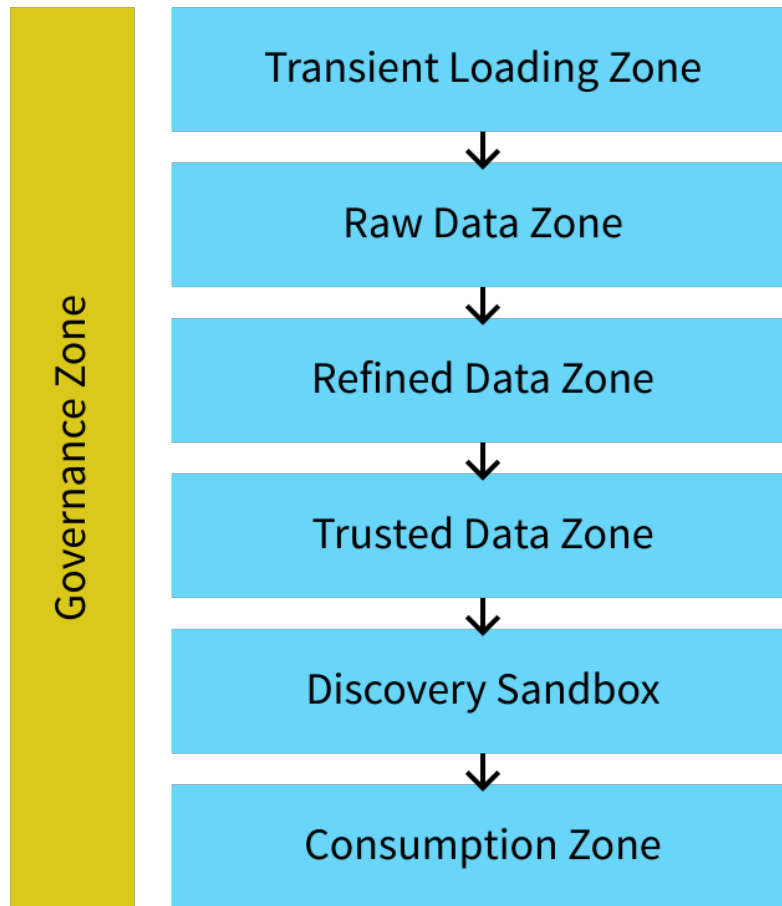 Governance Zone
Transient Loading Zone
Raw Data Zone
Refined Data Zone
Trusted Data Zone
Discovery Sandbox
Consumption Zone